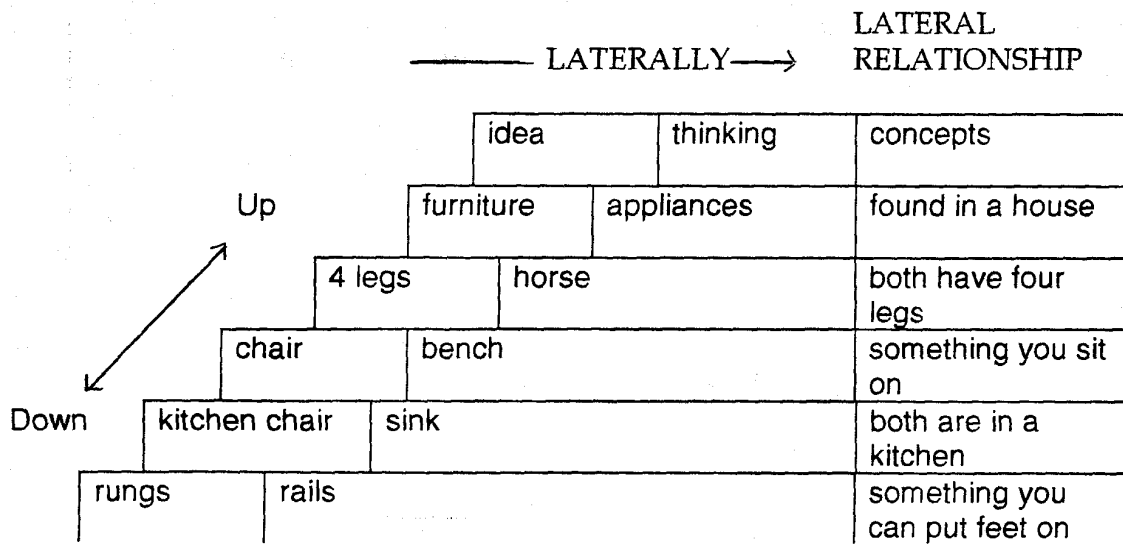 LATERAL
LATERALLY RELATIONSHIP
idea thinking concepts
Up furniture appliances found in a house
4 legs horse both have four
legs
chair bench something you sit
on
Down kitchen chair sink both are in a
kitchen
rungs rails something you
can put feet on